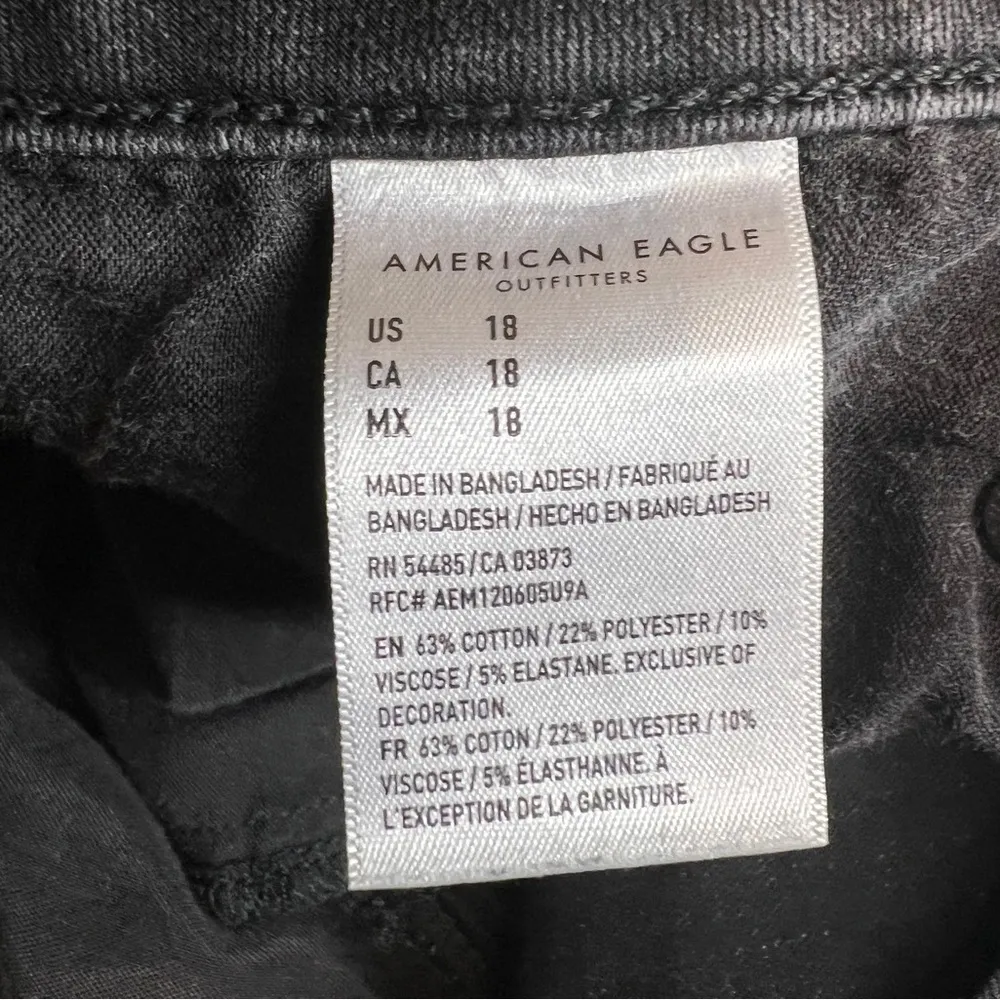 AMERICAN EAGLE
OUTFITTERS
US 18
CA 18
MX 18
MADE IN BANGLADESH / FABRIQUÉ AU
BANGLADESH / HECHO EN BANGLADESH
RN 54485 / CA 03873
RFC# AEM120605U9A
EN 63% COTTON / 22% POLYESTER / 10%
VISCOSE / 5% ELASTANE. EXCLUSIVE OF
DECORATION.
FR 63% COTON / 22% POLYESTER / 10%
VISCOSE / 5% ÉLASTHANNE. À
L'EXCEPTION DE LA GARNITURE.